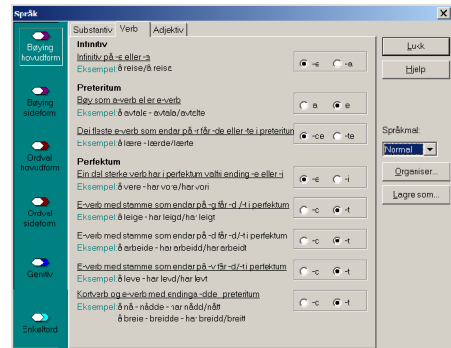 Språk
Substantiv Verb Adjektiv
Bøying
hovudform
Bøying
sideform
Ordval
hovudform
Ordval
sideform
Genitiv
Enkeltord
Infinitiv
Infinitiv på -e eller -a
Eksempel: å reise/å reisa
-e -a
Preteritum
Bøy som a-verb eller e-verb
Eksempel: å avtale - avtala/avtalte
a e
Dei fleste e-verb som endar på -r får -de eller -te i preteritum
Eksempel: å lære - lærde/lærte
-de -te
Perfektum
Ein del sterke verb har i perfektum valfri ending -e eller -i
Eksempel: å vere - har vore/har vori
-e -i
E-verb med stamme som endar på -g får -d /-t i perfektum
Eksempel: å leige - har leigd/har leigt
-d -t
E-verb med stamme som endar på -d får -d /-t i perfektum
Eksempel: å arbeide - har arbeidd/har arbeidt
-d -t
E-verb med stamme som endar på -v får -d/-t i perfektum
Eksempel: å leve - har levd/har levt
-d -t
Kortverb og e-verb med endinga -dde i preteritum
Eksempel: å nå - nådde - har nådd/nått
å breie - breidde - har breidd/breitt
-d -t
Lukk
Hjelp
Språkmal:
Normal
Organiser...
Lagre som...